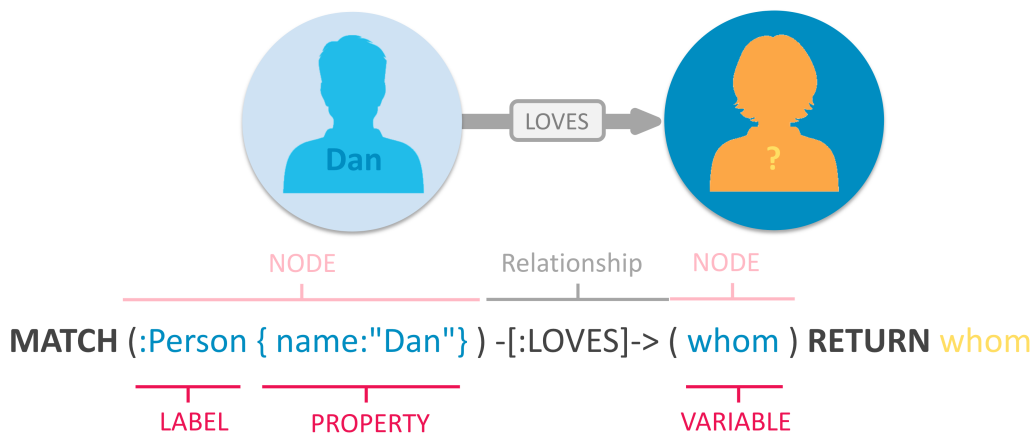 Dan
LOVES
?
NODE
Relationship
NODE
MATCH (:Person { name:"Dan"} ) -[:LOVES]-> ( whom ) RETURN whom
LABEL
PROPERTY
VARIABLE